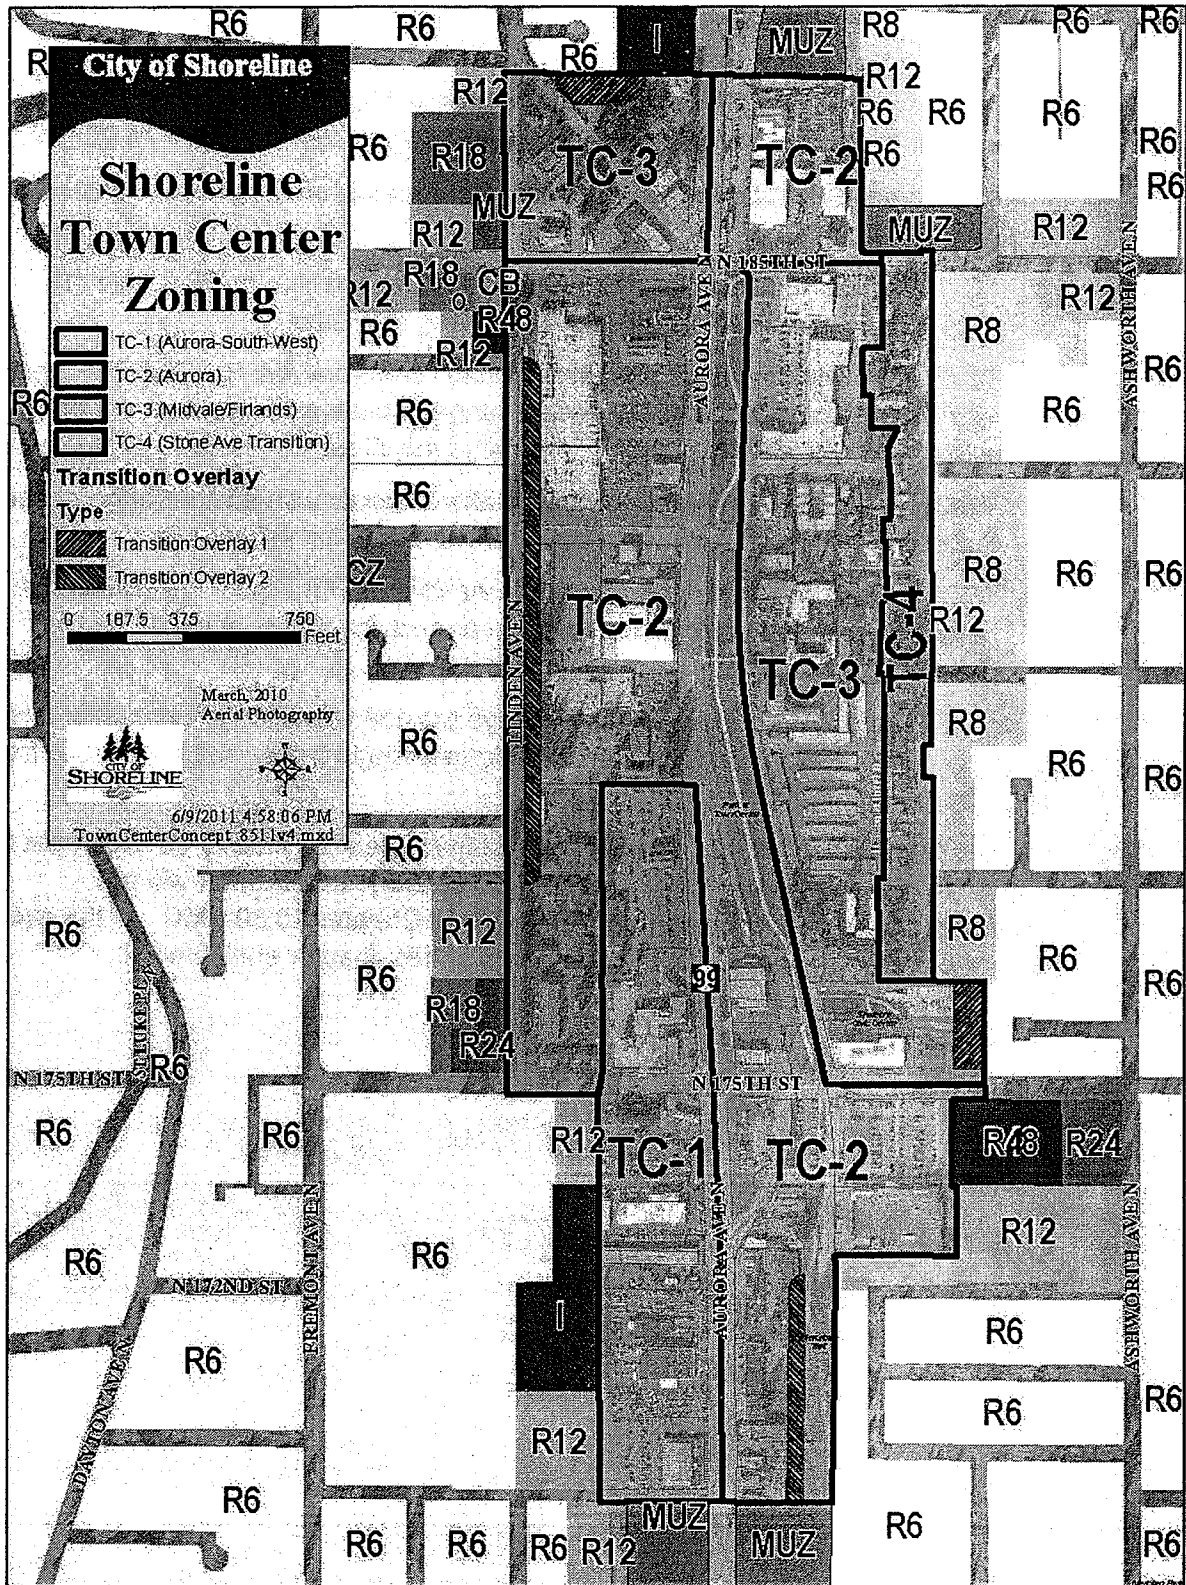 City of Shoreline
Shoreline
Town Center
Zoning
TC-1 (Aurora-South-West)
TC-2 (Aurora)
TC-3 (Midvale/Firlands)
TC-4 (Stone Ave Transition)
Transition Overlay
Type
Transition Overlay 1
Transition Overlay 2
0 187.5 375 750
Feet
March, 2010
Aerial Photography
CITY OF
SHORELINE
6/9/2011 4:58:06 PM
TownCenterConcept_8511v4.mxd
R6 R6 R6 I MUZ R8 R6 R6
R12 R12
R6 R6 R6 R6
R6 R18 TC-3 TC-2 R6
MUZ R6
R12 MUZ R12
N 185TH ST
R18 CB
R12 R12
R6 R48 R8
R12
AURORA AVE N
ASHWORTH AVE N
R6
R6 R6 R6
R6
CZ R8 R6 R6
LINDEN AVE N
TC-2 TC-4 R12
TC-3
R6 R8 R6 R6
R6
R6 R12 R8 R6
R6 R6
99
R18
R24
N 175TH ST R6 N 175TH ST
R6 R6 R12 TC-1 TC-2 R48 R24
R6 R6 R12
N 172ND ST
FREMONT AVE N
AURORA AVE N
ASHWORTH AVE N
DAYTON AVE N
I R6
R6
R6 R6
R12
R6 MUZ R6
R6 R6 R6 R12 MUZ R6